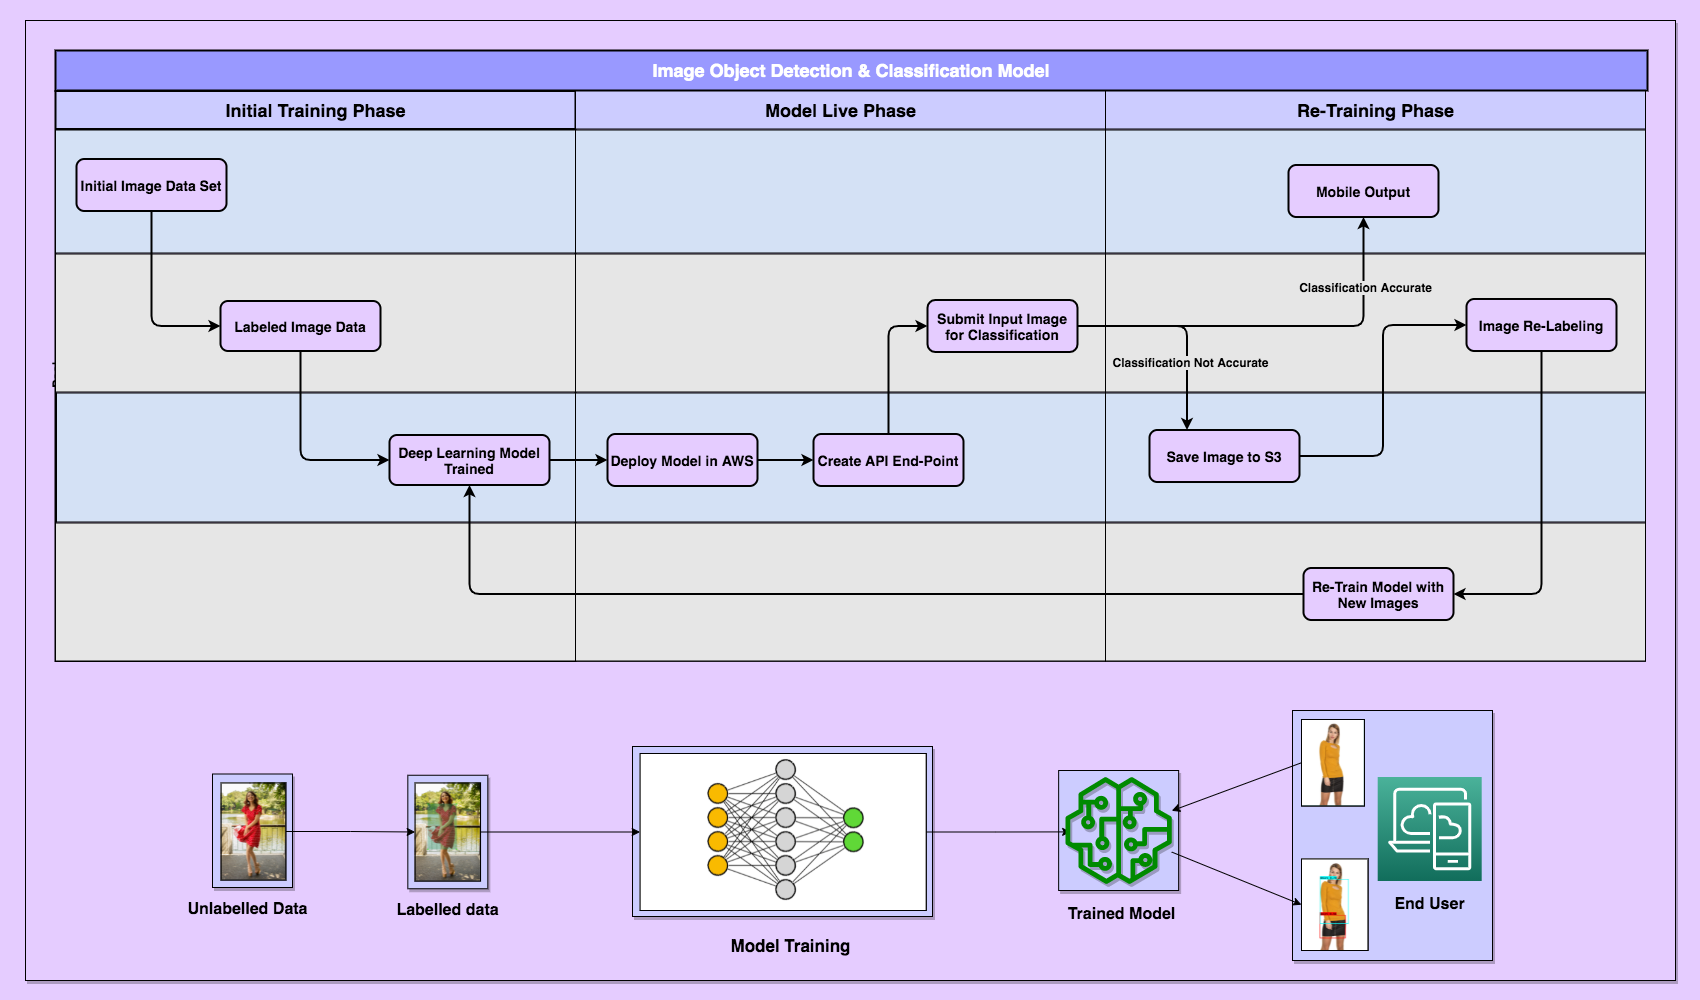 Image Object Detection & Classification Model
Initial Training Phase
Model Live Phase
Re-Training Phase
Initial Image Data Set
Mobile Output
Classification Accurate
Labeled Image Data
Submit Input Image
for Classification
Image Re-Labeling
Classification Not Accurate
Deep Learning Model
Trained
Deploy Model in AWS
Create API End-Point
Save Image to S3
Re-Train Model with
New Images
Unlabelled Data
Labelled data
Model Training
Trained Model
End User